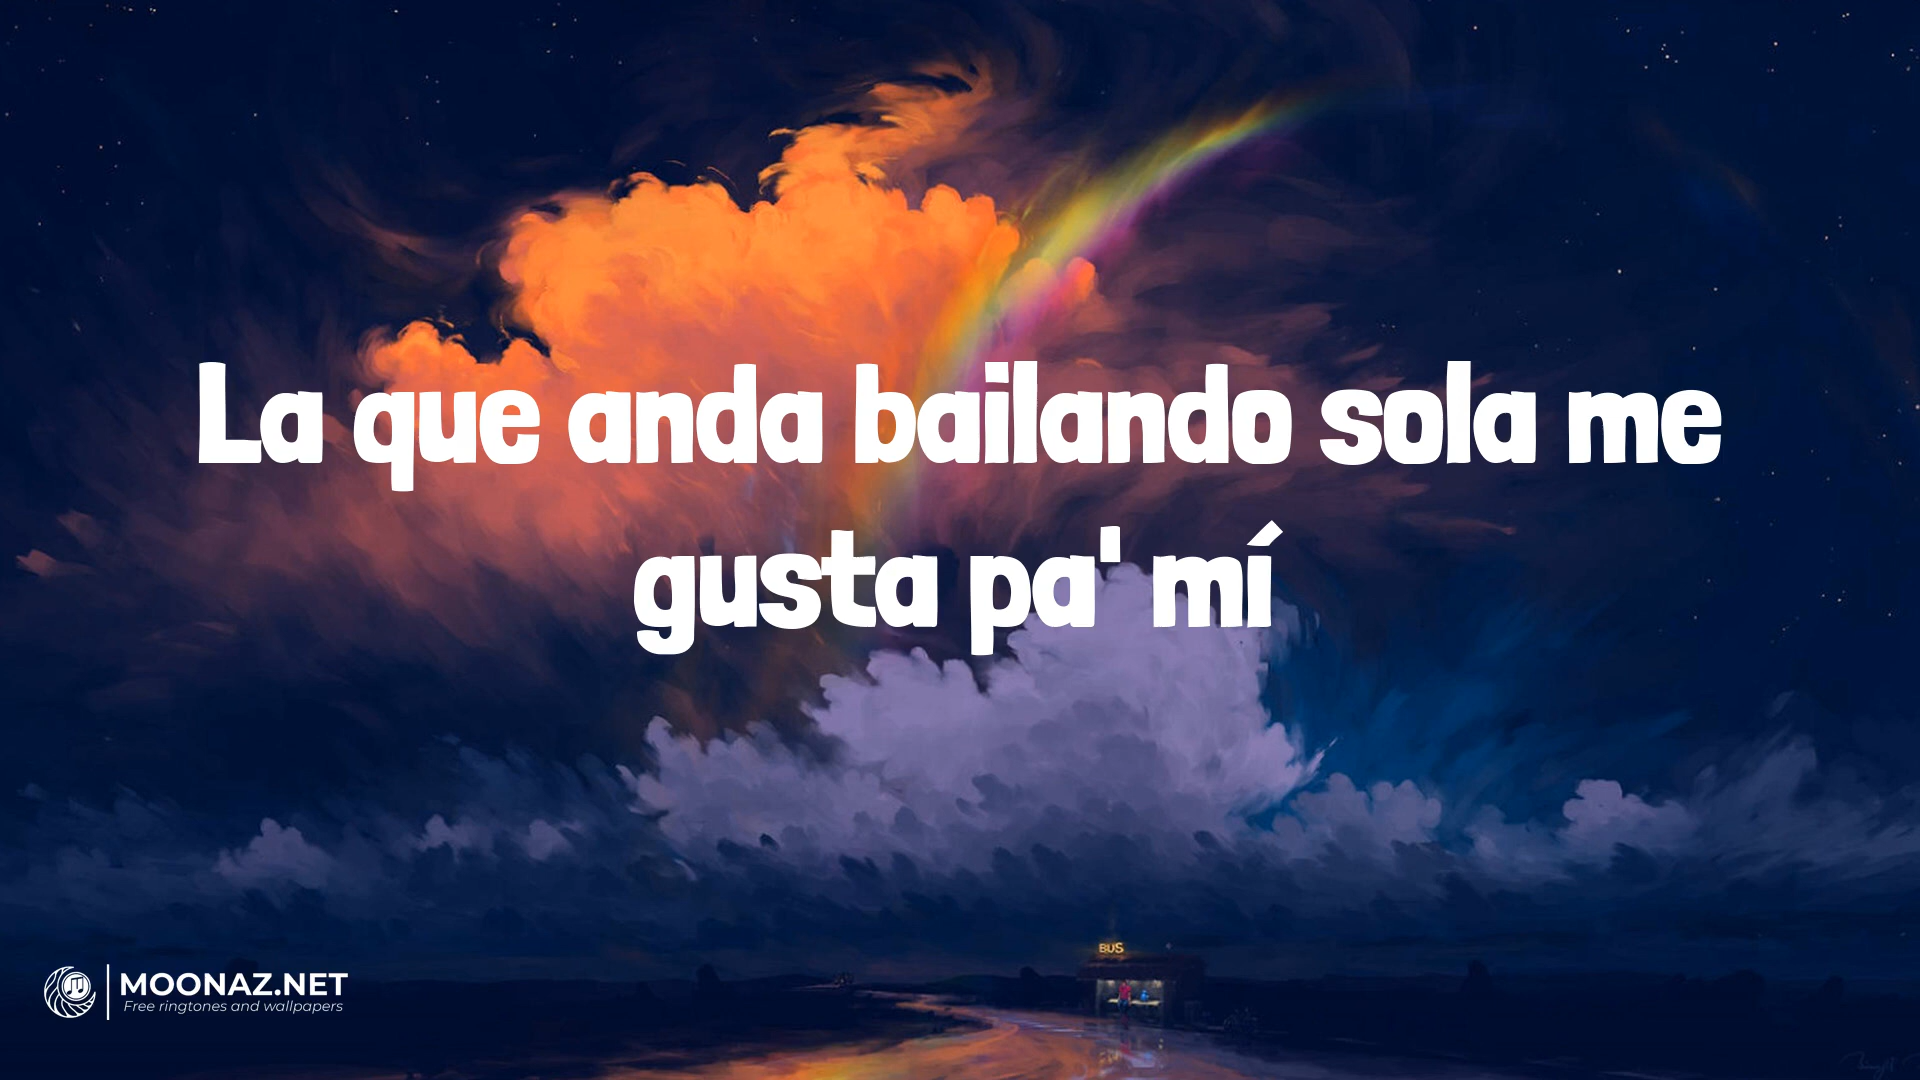 La que anda bailando sola me
gusta pa' mí
BUS
MOONAZ.NET
Free ringtones and wallpapers